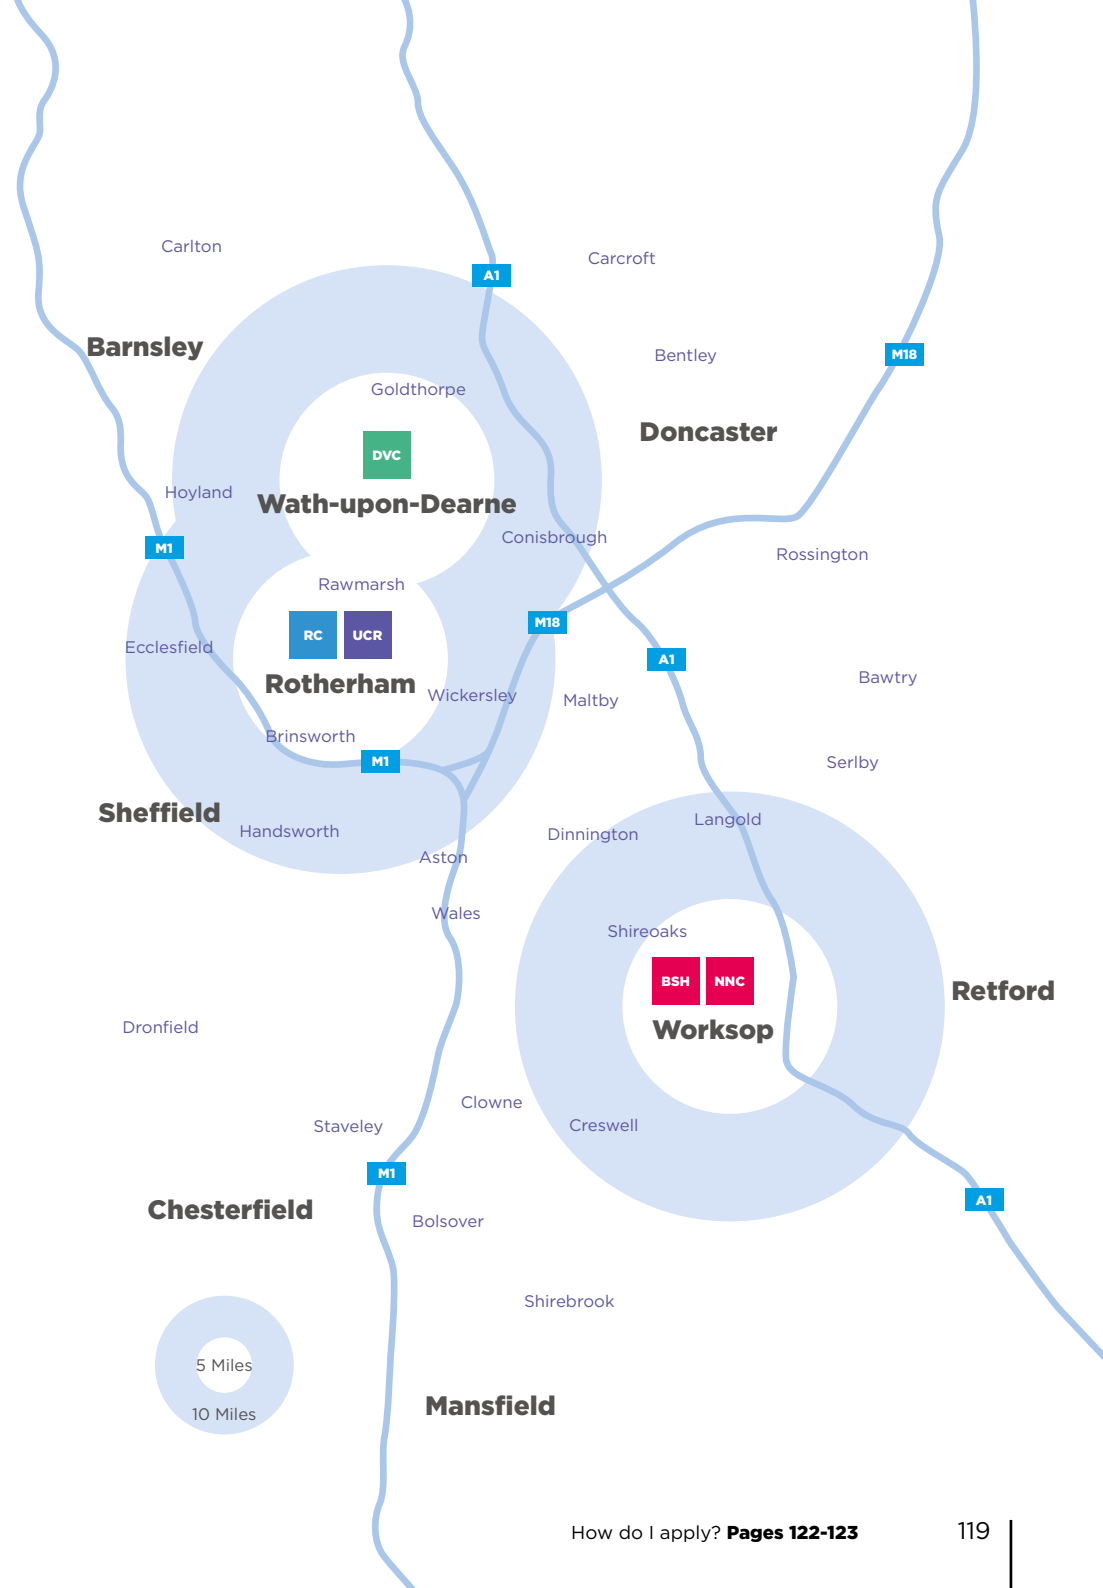 Carlton
A1
Carcroft
Barnsley
Bentley
M18
Goldthorpe
Doncaster
DVC
Hoyland
Wath-upon-Dearne
Conisbrough
M1
Rossington
Rawmarsh
M18
RC
UCR
Ecclesfield
A1
Rotherham
Bawtry
Wickersley
Maltby
Brinsworth
M1
Serlby
Sheffield
Langold
Handsworth
Dinnington
Aston
Wales
Shireoaks
BSH
NNC
Retford
Dronfield
Worksop
Clowne
Staveley
Creswell
M1
A1
Chesterfield
Bolsover
Shirebrook
5 Miles
10 Miles
Mansfield
How do I apply? Pages 122-123
119